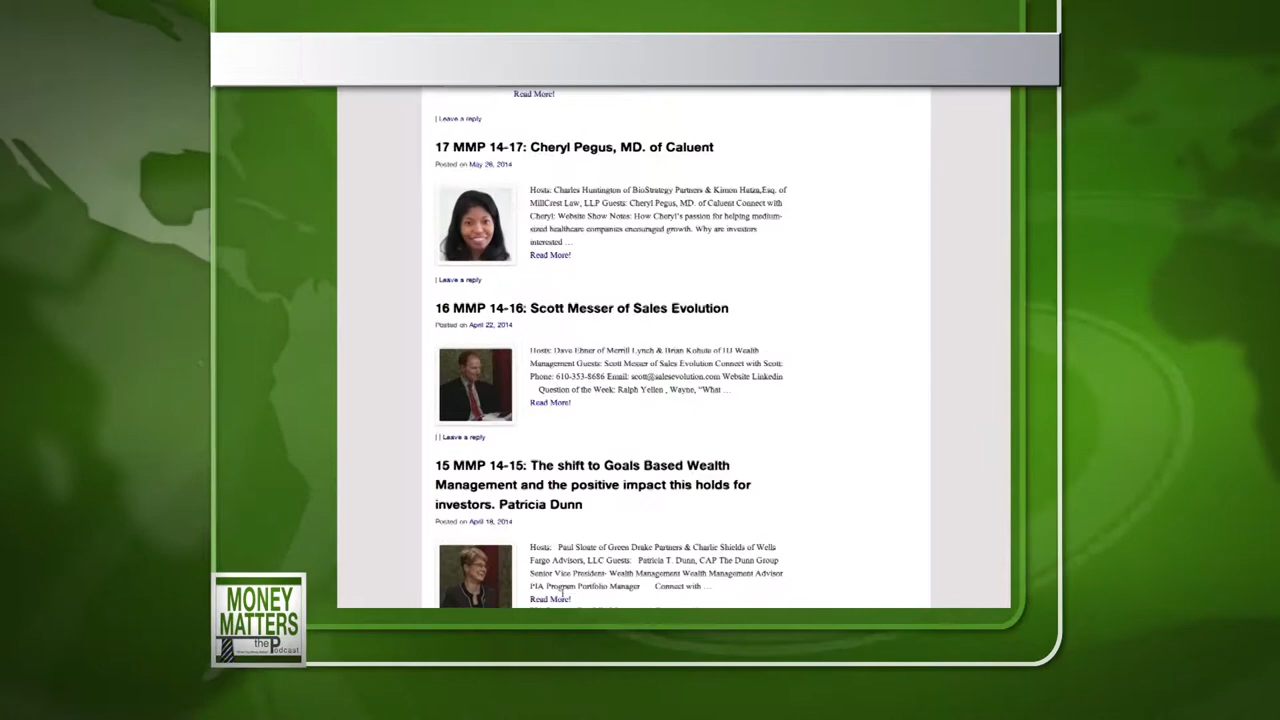 Read More!
| Leave a reply
17 MMP 14-17: Cheryl Pegus, MD. of Caluent
Posted on May 26, 2014
Hosts: Charles Huntington of BioStrategy Partners & Kimon Hatza,Esq. of
MillCrest Law, LLP Guests: Cheryl Pegus, MD. of Caluent Connect with
Cheryl: Website Show Notes: How Cheryl's passion for helping medium-
sized healthcare companies encouraged growth. Why are investors
interested …
Read More!
| Leave a reply
16 MMP 14-16: Scott Messer of Sales Evolution
Posted on April 22, 2014
Hosts: Dave Ehner of Merrill Lynch & Brian Kohute of HJ Wealth
Management Guests: Scott Messer of Sales Evolution Connect with Scott:
Phone: 610-353-8686 Email: scott@salesevolution.com Website Linkedin
Question of the Week: Ralph Yellen , Wayne, "What …
Read More!
| | Leave a reply
15 MMP 14-15: The shift to Goals Based Wealth
Management and the positive impact this holds for
investors. Patricia Dunn
Posted on April 18, 2014
Hosts: Paul Sloate of Green Drake Partners & Charlie Shields of Wells
Fargo Advisors, LLC Guests: Patricia T. Dunn, CAP The Dunn Group
Senior Vice President- Wealth Management Wealth Management Advisor
PIA Program Portfolio Manager Connect with …
Read More!
MONEY
MATTERS
the Podcast